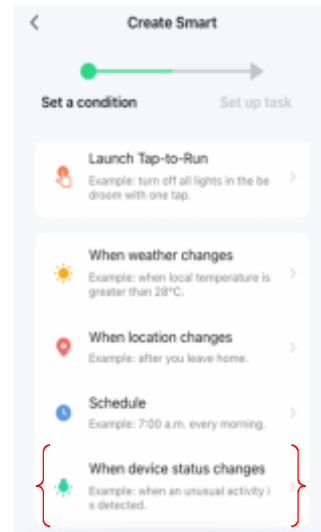 Create Smart
Set a condition
Set up task
Launch Tap-to-Run
Example: turn off all lights in the be
droom with one tap.
When weather changes
Example: when local temperature is
greater than 28°C.
When location changes
Example: after you leave home.
Schedule
Example: 7:00 a.m. every morning.
When device status changes
Example: when an unusual activity i
s detected.